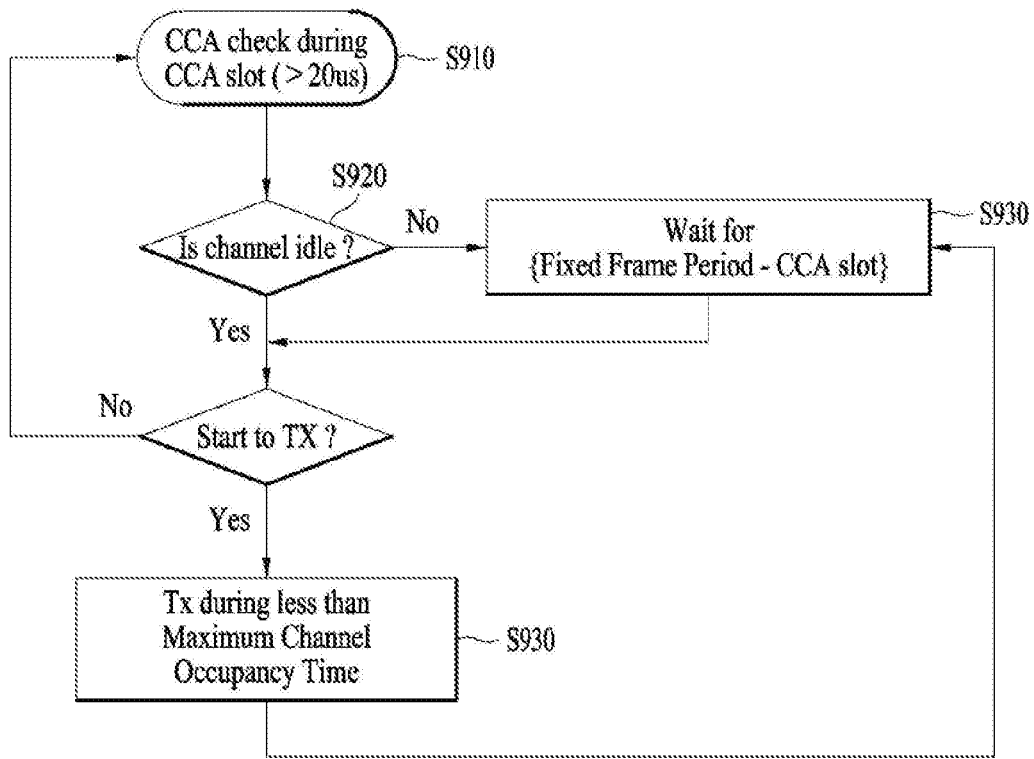 CCA check during
CCA slot (>20us)
S910
S920
Is channel idle ?
No
S930
Wait for
{Fixed Frame Period - CCA slot}
Yes
No
Start to TX ?
Yes
Tx during less than
Maximum Channel
Occupancy Time
S930